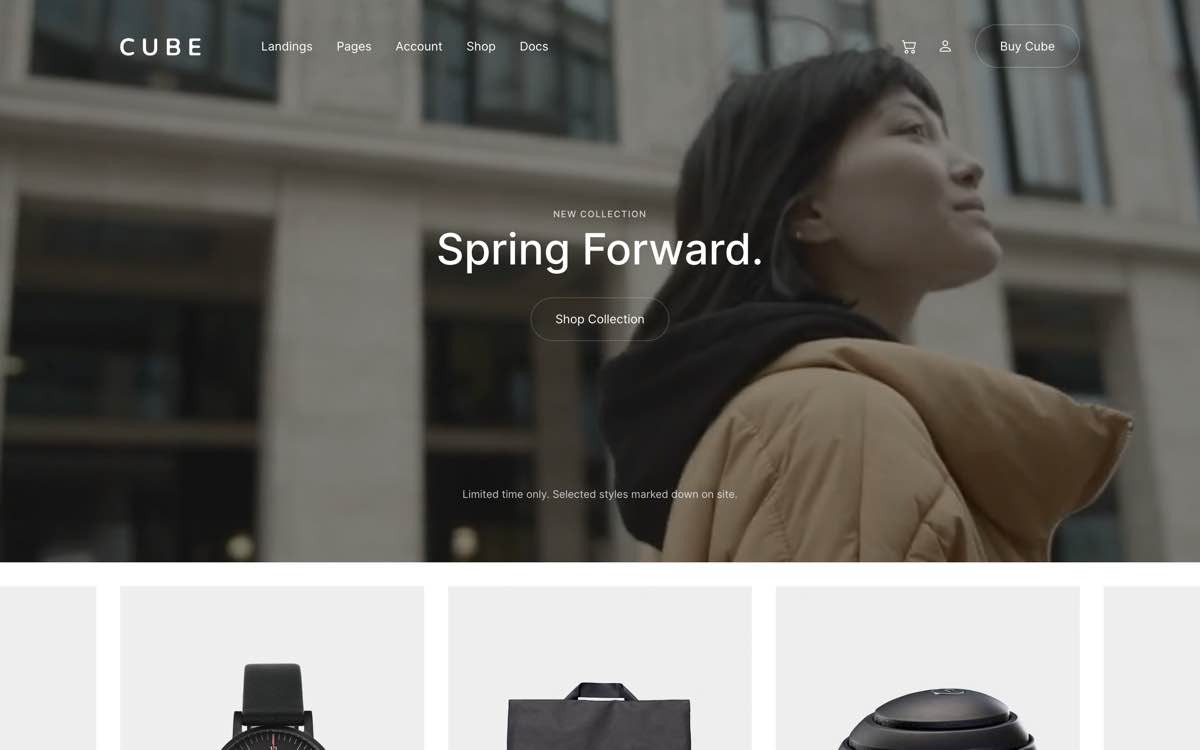 CUBE
Landings Pages Account Shop Docs
Buy Cube
NEW COLLECTION
Spring Forward.
Shop Collection
Limited time only. Selected styles marked down on site.